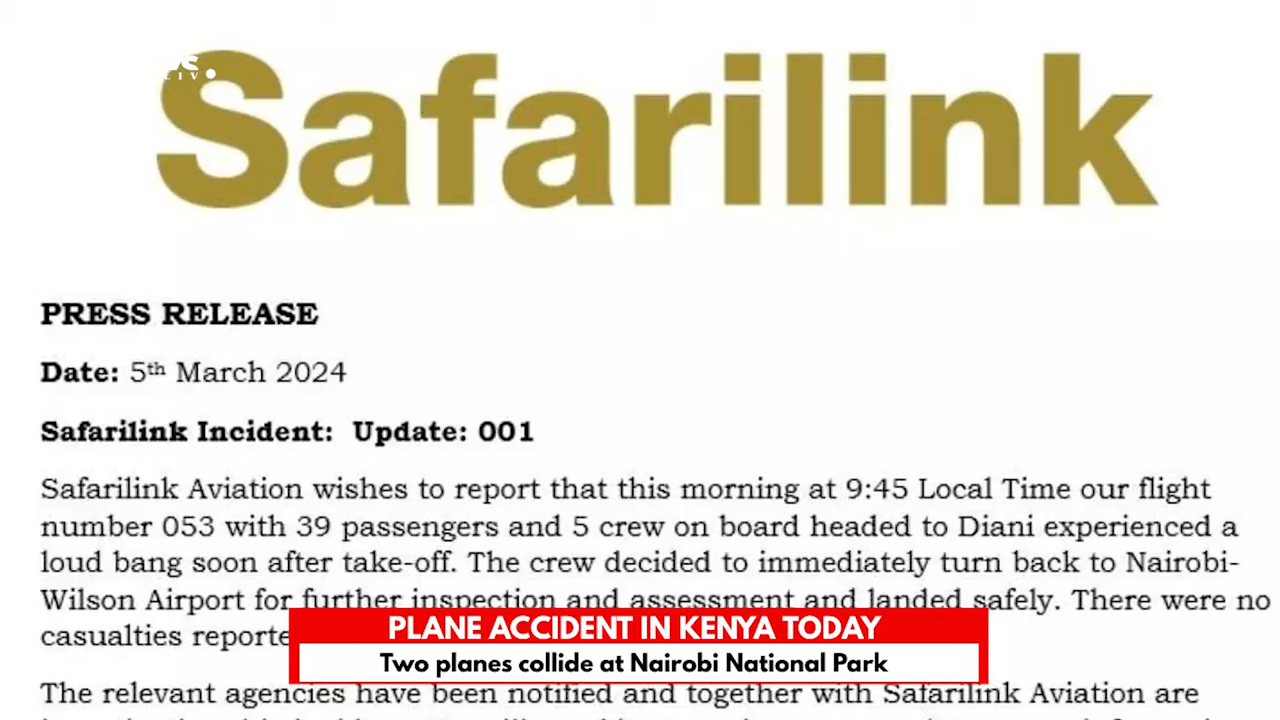 Safarilink
PRESS RELEASE
Date: 5th March 2024
Safarilink Incident: Update: 001
Safarilink Aviation wishes to report that this morning at 9:45 Local Time our flight
number 053 with 39 passengers and 5 crew on board headed to Diani experienced a
loud bang soon after take-off. The crew decided to immediately turn back to Nairobi-
Wilson Airport for further inspection and assessment and landed safely. There were no
casualties reporte
PLANE ACCIDENT IN KENYA TODAY
Two planes collide at Nairobi National Park
The relevant agencies have been notified and together with Safarilink Aviation are